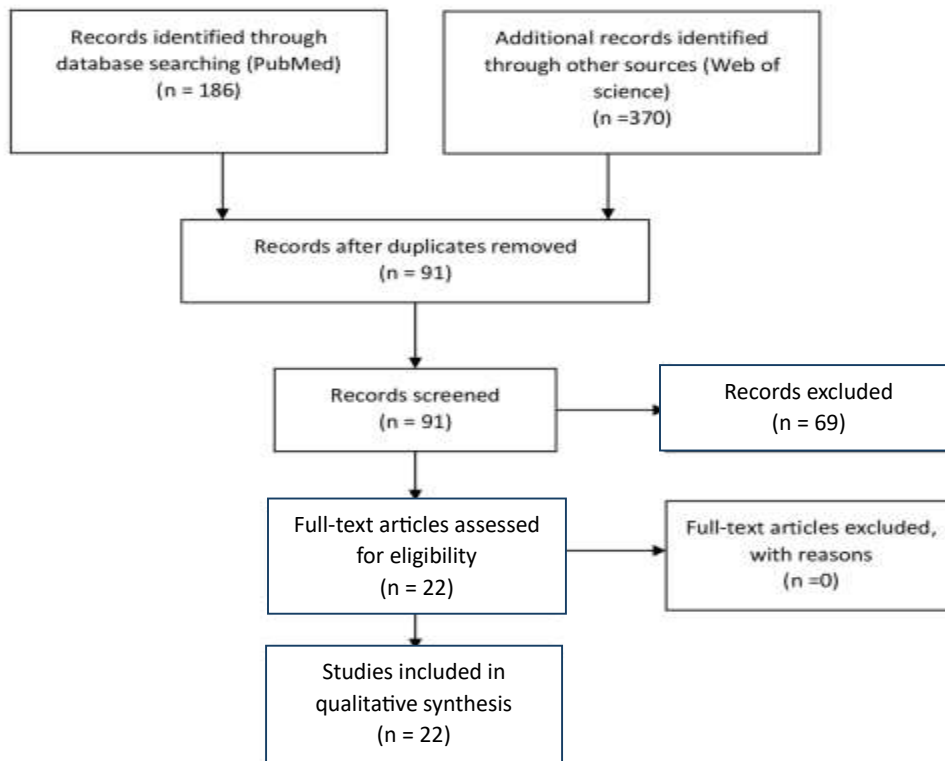 Records identified through
database searching (PubMed)
(n = 186)
Additional records identified
through other sources (Web of
science)
(n =370)
Records after duplicates removed
(n = 91)
Records screened
(n = 91)
Records excluded
(n = 69)
Full-text articles assessed
for eligibility
(n = 22)
Full-text articles excluded,
with reasons
(n =0)
Studies included in
qualitative synthesis
(n = 22)